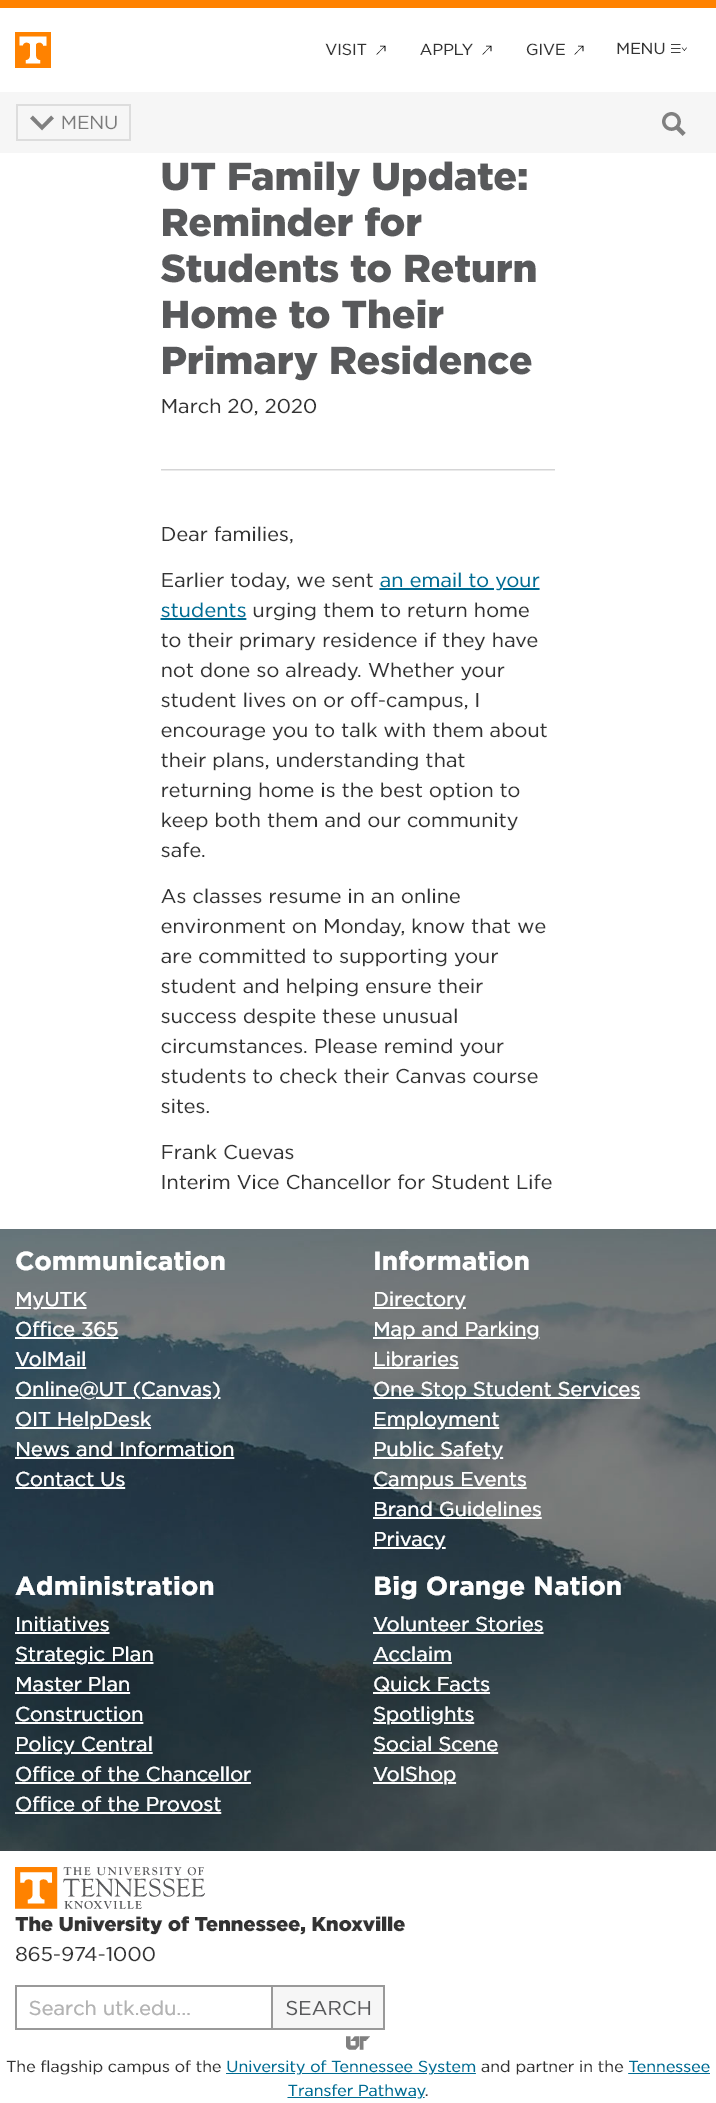 T
VISIT ↗ APPLY ↗ GIVE ↗ MENU
MENU
UT Family Update:
Reminder for
Students to Return
Home to Their
Primary Residence
March 20, 2020
Dear families,
Earlier today, we sent an email to your
students urging them to return home
to their primary residence if they have
not done so already. Whether your
student lives on or off-campus, I
encourage you to talk with them about
their plans, understanding that
returning home is the best option to
keep both them and our community
safe.
As classes resume in an online
environment on Monday, know that we
are committed to supporting your
student and helping ensure their
success despite these unusual
circumstances. Please remind your
students to check their Canvas course
sites.
Frank Cuevas
Interim Vice Chancellor for Student Life
Communication
MyUTK
Office 365
VolMail
Online@UT (Canvas)
OIT HelpDesk
News and Information
Contact Us
Information
Directory
Map and Parking
Libraries
One Stop Student Services
Employment
Public Safety
Campus Events
Brand Guidelines
Privacy
Administration
Initiatives
Strategic Plan
Master Plan
Construction
Policy Central
Office of the Chancellor
Office of the Provost
Big Orange Nation
Volunteer Stories
Acclaim
Quick Facts
Spotlights
Social Scene
VolShop
T
THE UNIVERSITY OF
TENNESSEE
KNOXVILLE
The University of Tennessee, Knoxville
865-974-1000
Search utk.edu... SEARCH
UT
The flagship campus of the University of Tennessee System and partner in the Tennessee
Transfer Pathway.